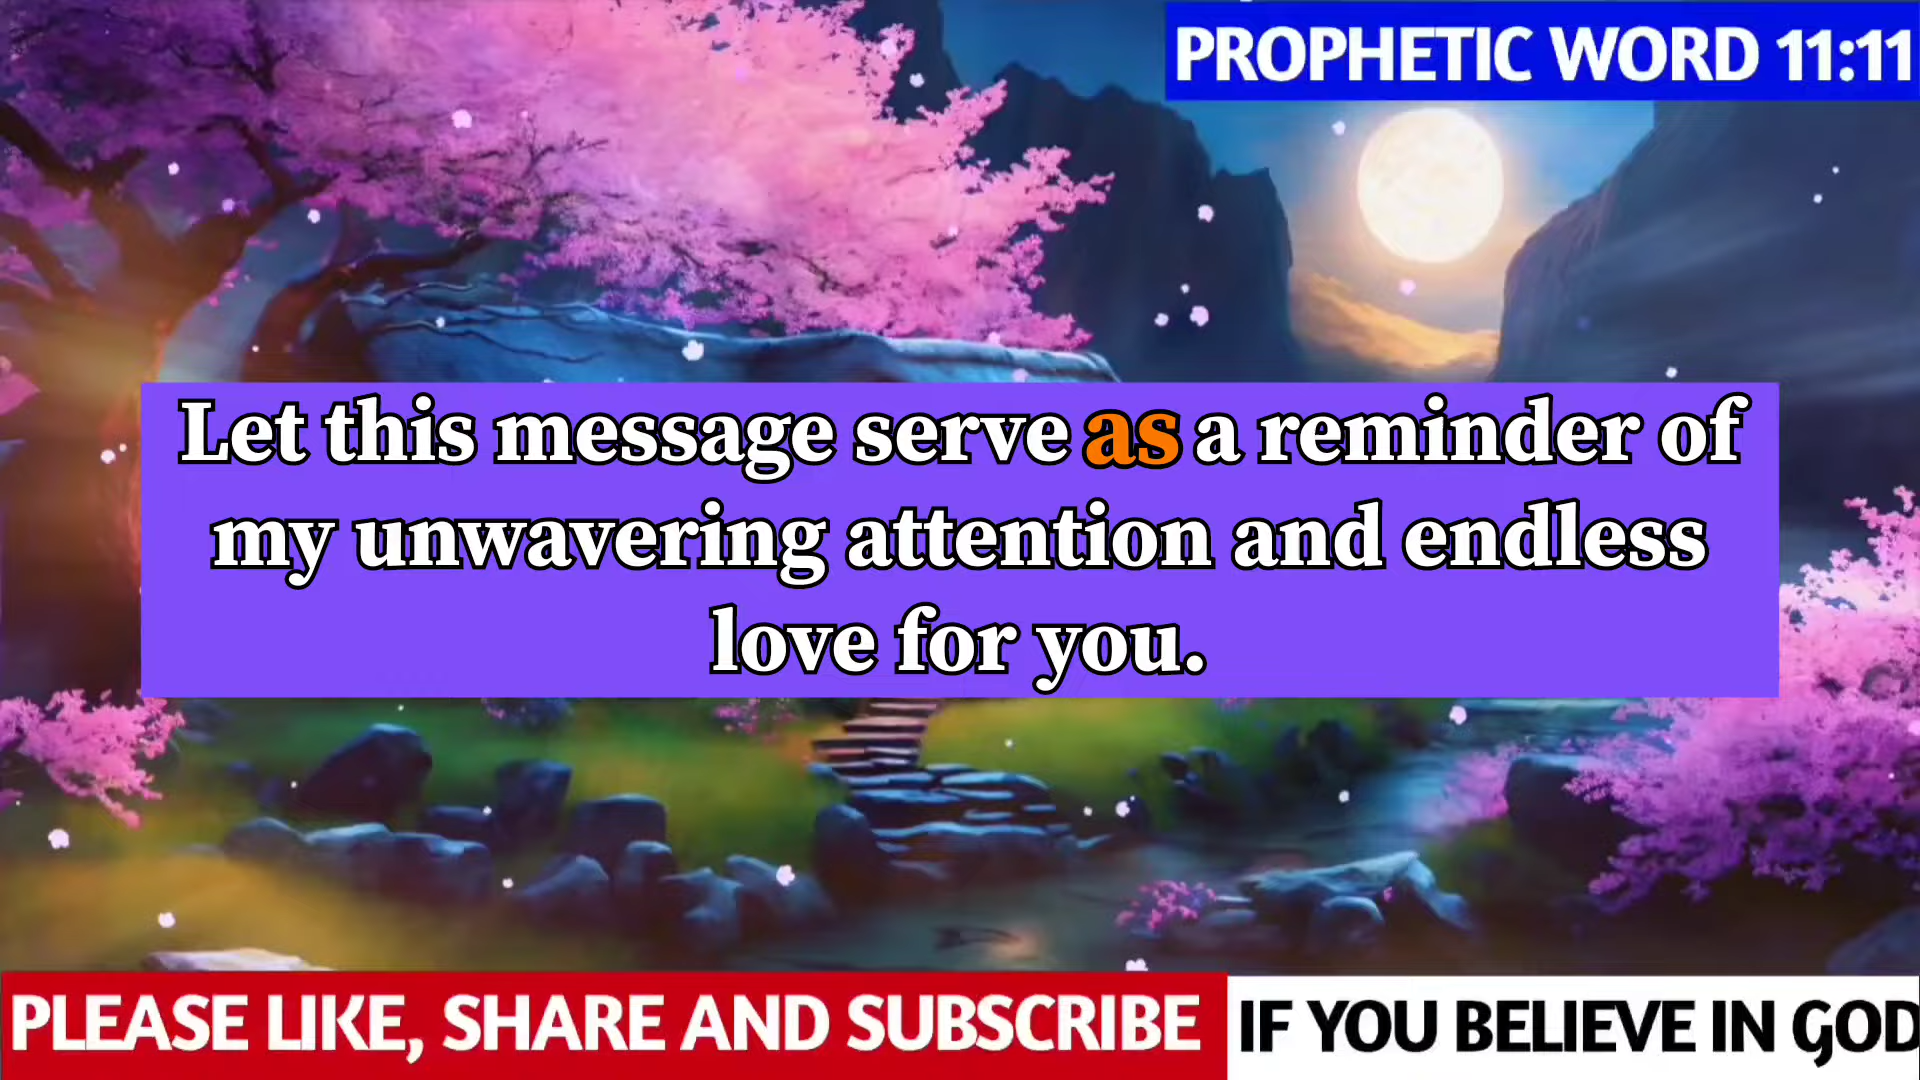 PROPHETIC WORD 11:11
Let this message serve as a reminder of
my unwavering attention and endless
love for you.
PLEASE LIKE, SHARE AND SUBSCRIBE IF YOU BELIEVE IN GOD